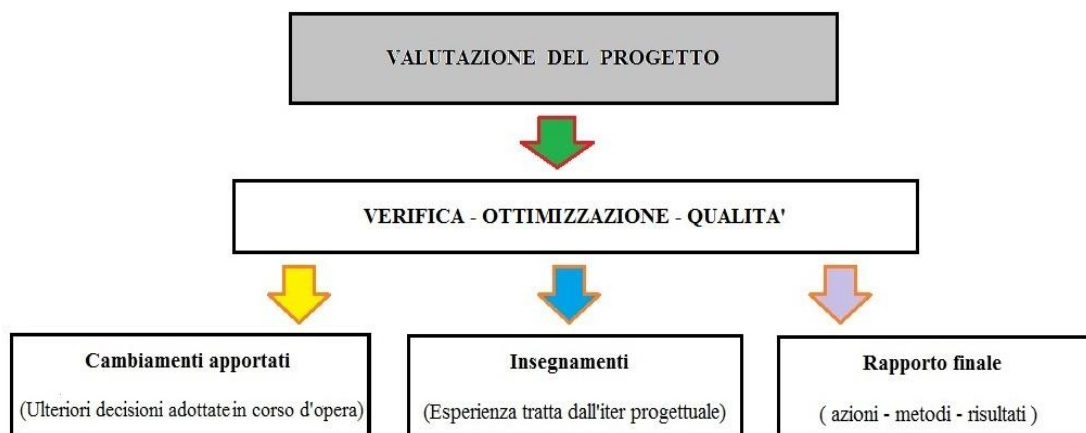 VALUTAZIONE DEL PROGETTO
VERIFICA - OTTIMIZZAZIONE - QUALITA'
Cambiamenti apportati
(Ulteriori decisioni adottate in corso d'opera)
Insegnamenti
(Esperienza tratta dall'iter progettuale)
Rapporto finale
( azioni - metodi - risultati )